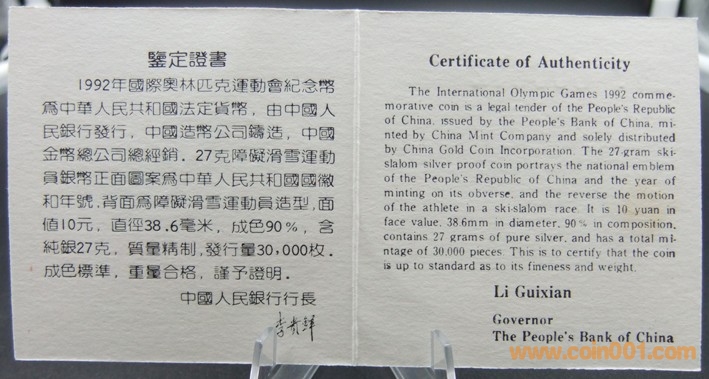 鑒定證書
1992年國際奧林匹克運動會紀念幣
爲中華人民共和國法定貨幣，由中國人
民銀行發行，中國造幣公司鑄造，中國
金幣總公司總經銷．27克障礙滑雪運動
員銀幣正面圖案爲中華人民共和國國徽
和年號，背面爲障礙滑雪運動員造型，面
值10元，直徑38.6毫米，成色90%，含
純銀27克，質量精制，發行量30,000枚．
成色標準，重量合格，謹予證明．
中國人民銀行行長
李貴鮮
Certificate of Authenticity
The International Olympic Games 1992 comme-
morative coin is a legal tender of the People's Republic
of China, issued by the People's Bank of China, mi-
nted by China Mint Company and solely distributed
by China Gold Coin Incorporation. The 27-gram ski-
slalom silver proof coin portrays the national emblem
of the People's Republic of China and the year of
minting on its obverse, and the reverse the motion
of the athlete in a ski-slalom race. It is 10 yuan in
face value, 38.6mm in diameter, 90% in composition,
contains 27 grams of pure silver, and has a total mi-
ntage of 30,000 pieces. This is to certify that the coin
is up to standard as to its fineness and weight.
Li Guixian
Governor
The People's Bank of China
www.coin001.com